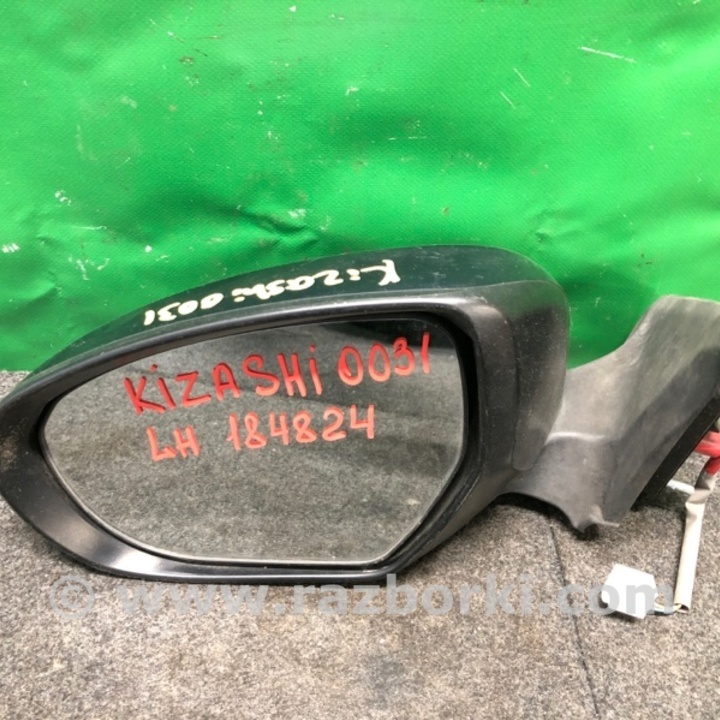 Kizashi 0031
KiZASHi 0031
LH 184824
© www.razborki.com